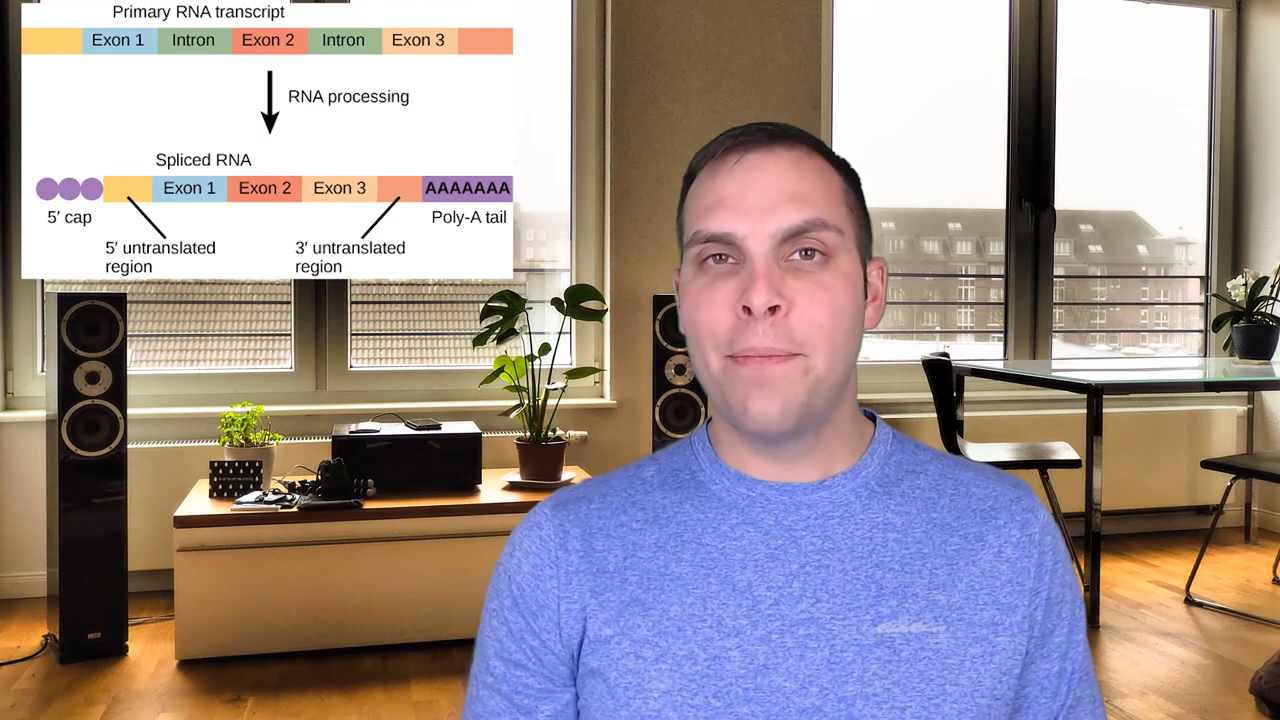 Primary RNA transcript
Exon 1 Intron Exon 2 Intron Exon 3
RNA processing
Spliced RNA
Exon 1 Exon 2 Exon 3 AAAAAAA
5′ cap
Poly-A tail
5′ untranslated
region
3′ untranslated
region
HECO